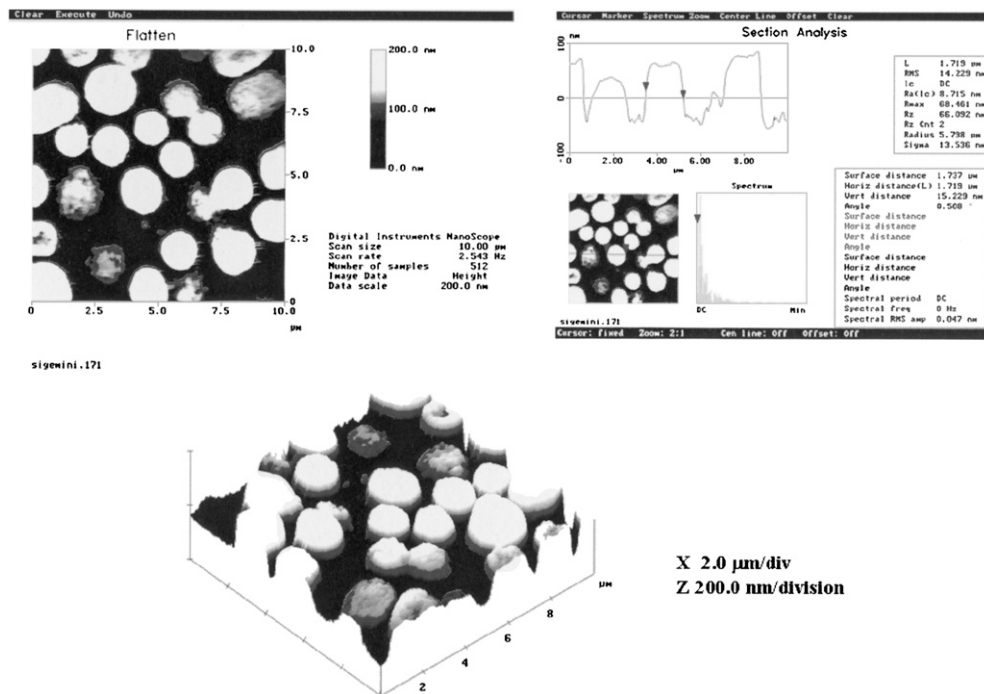 Clear Execute Undo
Flatten
10.0
7.5
5.0
2.5
0
0
2.5
5.0
7.5
10.0
µm
200.0 nm
100.0 nm
0.0 nm
Digital Instruments NanoScope
Scan size 10.00 µm
Scan rate 2.543 Hz
Number of samples 512
Image Data Height
Data scale 200.0 nm
sigemini.171
Cursor Marker Spectrum Zoom Center Line Offset Clear
Section Analysis
nm
100
0
-100
0
2.00
4.00
6.00
8.00
µm
L 1.719 µm
RMS 14.229 nm
lc DC
Ra(lc) 8.715 nm
Rmax 68.461 nm
Rz 66.092 nm
Rz Cnt 2
Radius 5.798 µm
Sigma 13.536 nm
Surface distance 1.737 µm
Horiz distance(L) 1.719 µm
Vert distance 15.229 nm
Angle 0.508 °
Surface distance
Horiz distance
Vert distance
Angle
Surface distance
Horiz distance
Vert distance
Angle
Spectral period DC
Spectral freq 0 Hz
Spectral RMS amp 0.047 nm
Spectrum
DC
Min
sigemini.171
Cursor: fixed Zoom: 2:1 Cen line: Off Offset: Off
2
4
6
8
µm
X 2.0 µm/div
Z 200.0 nm/division